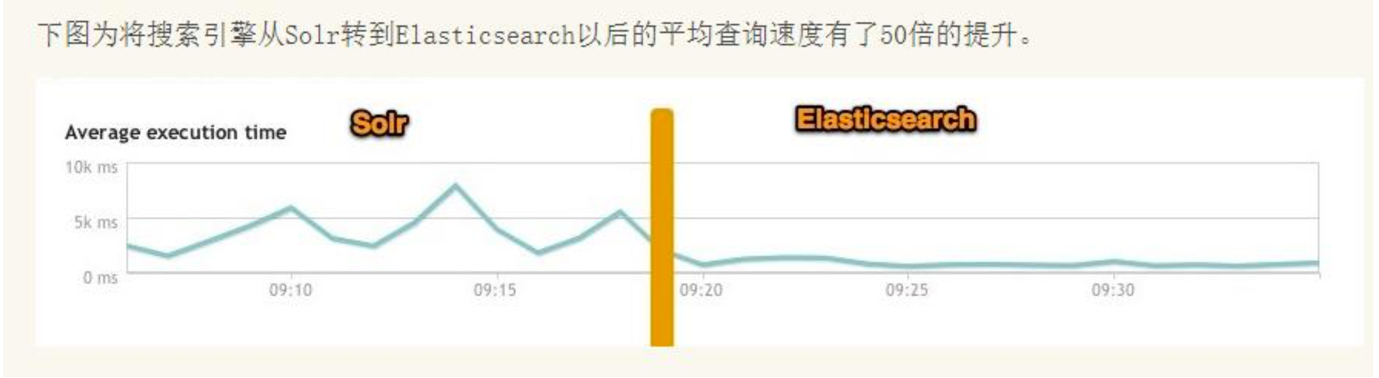 下图为将搜索引擎从Solr转到Elasticsearch以后的平均查询速度有了50倍的提升。
Solr
Elasticsearch
Average execution time
10k ms
5k ms
0 ms
09:10
09:15
09:20
09:25
09:30